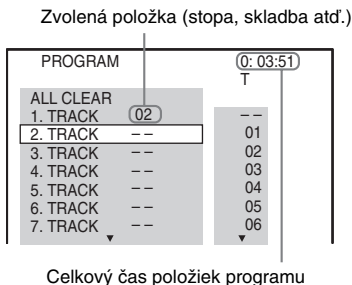 Zvolená položka (stopa, skladba atď.)
PROGRAM 0: 03:51
T
ALL CLEAR
1. TRACK 02 – –
2. TRACK – – 01
3. TRACK – – 02
4. TRACK – – 03
5. TRACK – – 04
6. TRACK – – 05
7. TRACK – – 06
Celkový čas položiek programu